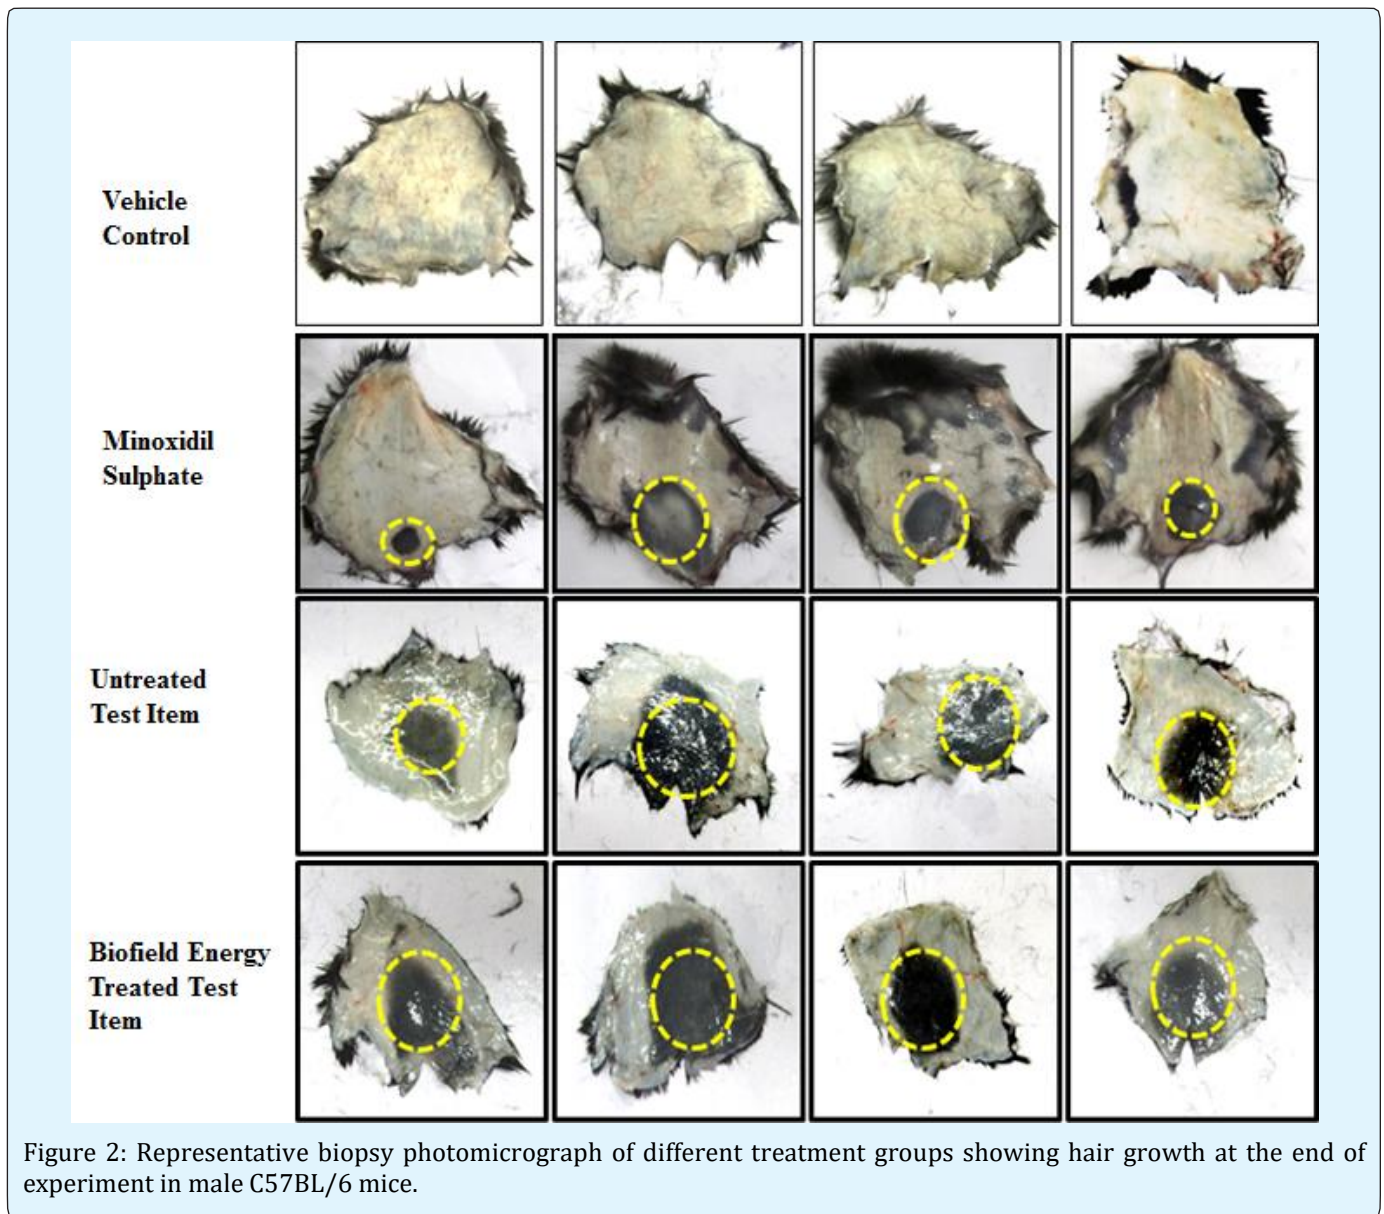 Vehicle
Control
Minoxidil
Sulphate
Untreated
Test Item
Biofield Energy
Treated Test
Item
Figure 2: Representative biopsy photomicrograph of different treatment groups showing hair growth at the end of
experiment in male C57BL/6 mice.